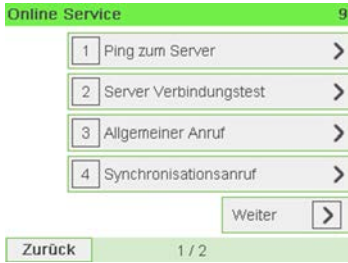 Online Service 9
1 Ping zum Server
2 Server Verbindungstest
3 Allgemeiner Anruf
4 Synchronisationsanruf
Weiter
Zurück 1 / 2